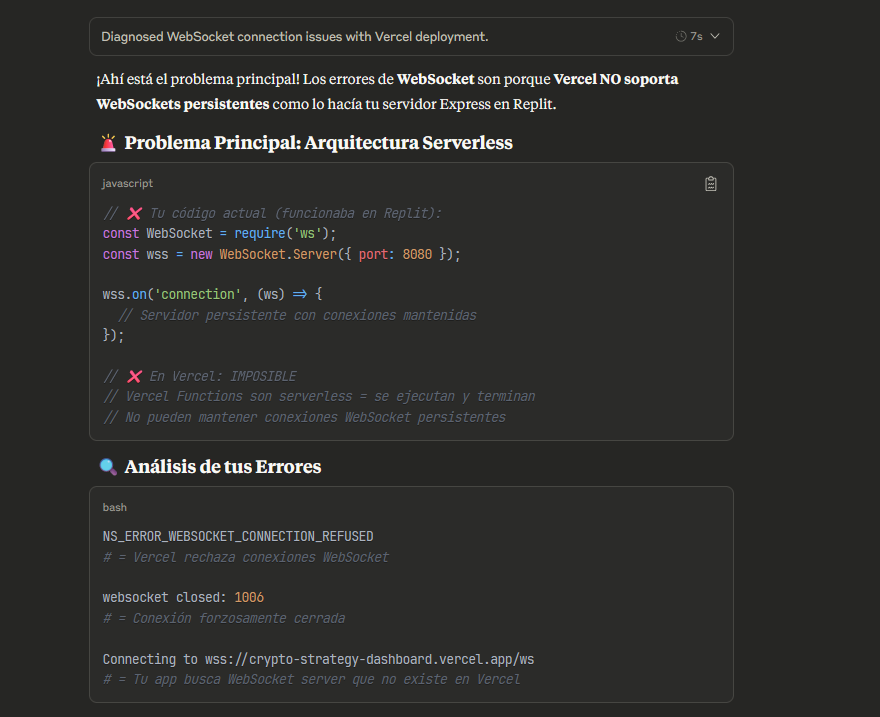 Diagnosed WebSocket connection issues with Vercel deployment.
7s
¡Ahí está el problema principal! Los errores de WebSocket son porque Vercel NO soporta
WebSockets persistentes como lo hacía tu servidor Express en Replit.
🚨 Problema Principal: Arquitectura Serverless
javascript
// ❌ Tu código actual (funcionaba en Replit):
const WebSocket = require('ws');
const wss = new WebSocket.Server({ port: 8080 });
wss.on('connection', (ws) => {
// Servidor persistente con conexiones mantenidas
});
// ❌ En Vercel: IMPOSIBLE
// Vercel Functions son serverless = se ejecutan y terminan
// No pueden mantener conexiones WebSocket persistentes
🔍 Análisis de tus Errores
bash
NS_ERROR_WEBSOCKET_CONNECTION_REFUSED
# = Vercel rechaza conexiones WebSocket
websocket closed: 1006
# = Conexión forzosamente cerrada
Connecting to wss://crypto-strategy-dashboard.vercel.app/ws
# = Tu app busca WebSocket server que no existe en Vercel